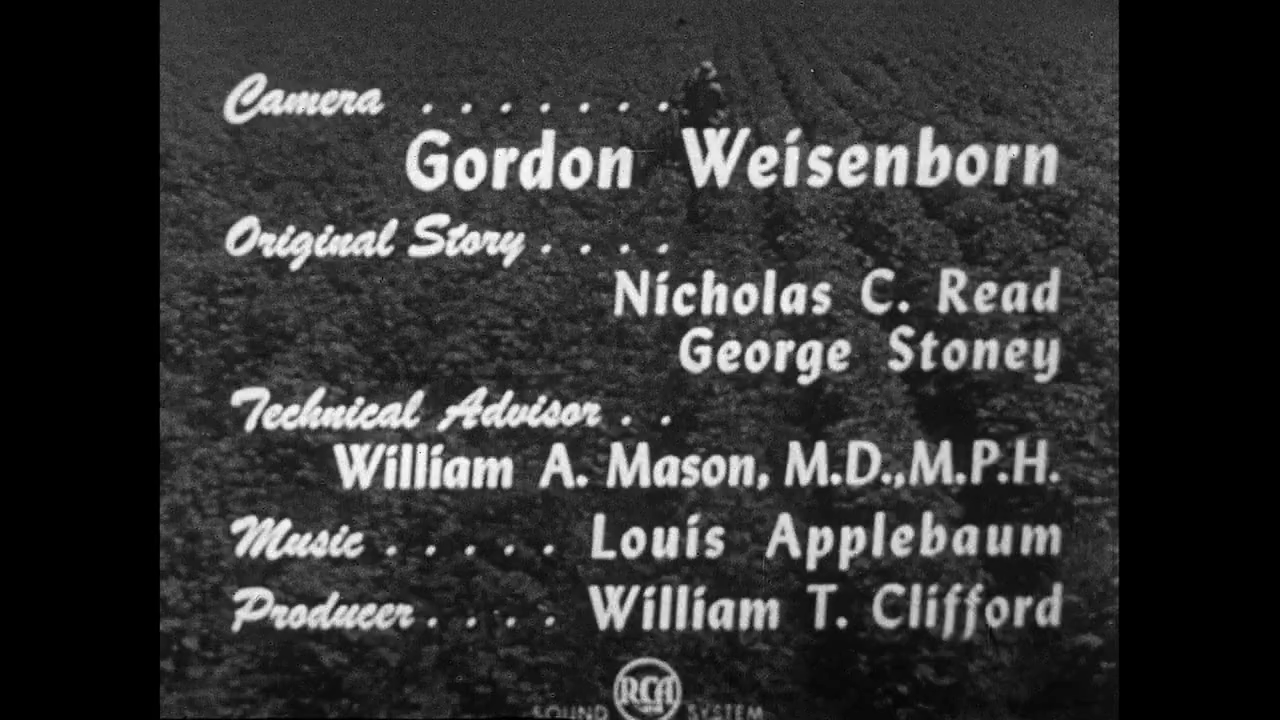 Camera . . . . . . .
Gordon Weisenborn
Original Story . . . .
Nicholas C. Read
George Stoney
Technical Advisor . .
William A. Mason, M.D.,M.P.H.
Music . . . . . Louis Applebaum
Producer . . . . William T. Clifford
RCA
SOUND SYSTEM